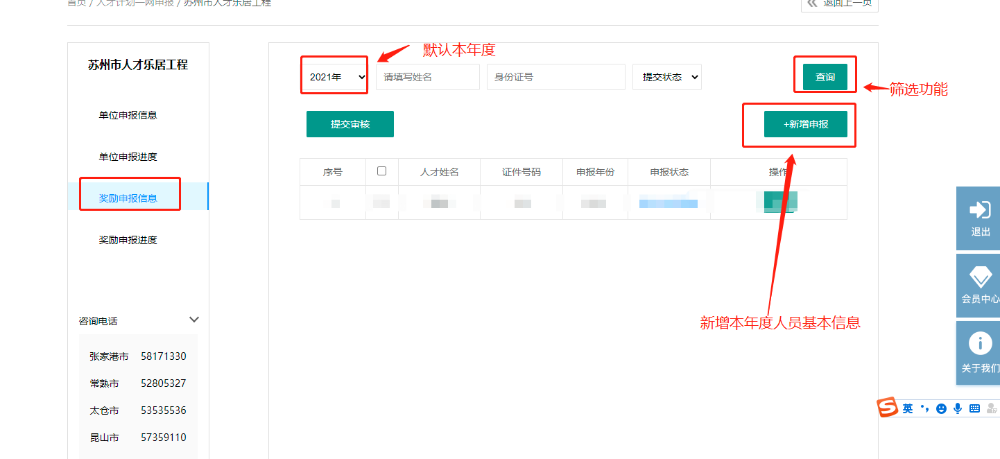 首页 / 人才计划一网申报 / 苏州市人才乐居工程
返回上一页
苏州市人才乐居工程
单位申报信息
单位申报进度
奖励申报信息
奖励申报进度
咨询电话
张家港市 58171330
常熟市 52805327
太仓市 53535536
昆山市 57359110
默认本年度
2021年 请填写姓名 身份证号 提交状态 查询
筛选功能
提交审核 +新增申报
序号 人才姓名 证件号码 申报年份 申报状态 操作
新增本年度人员基本信息
退出
会员中心
关于我们
英